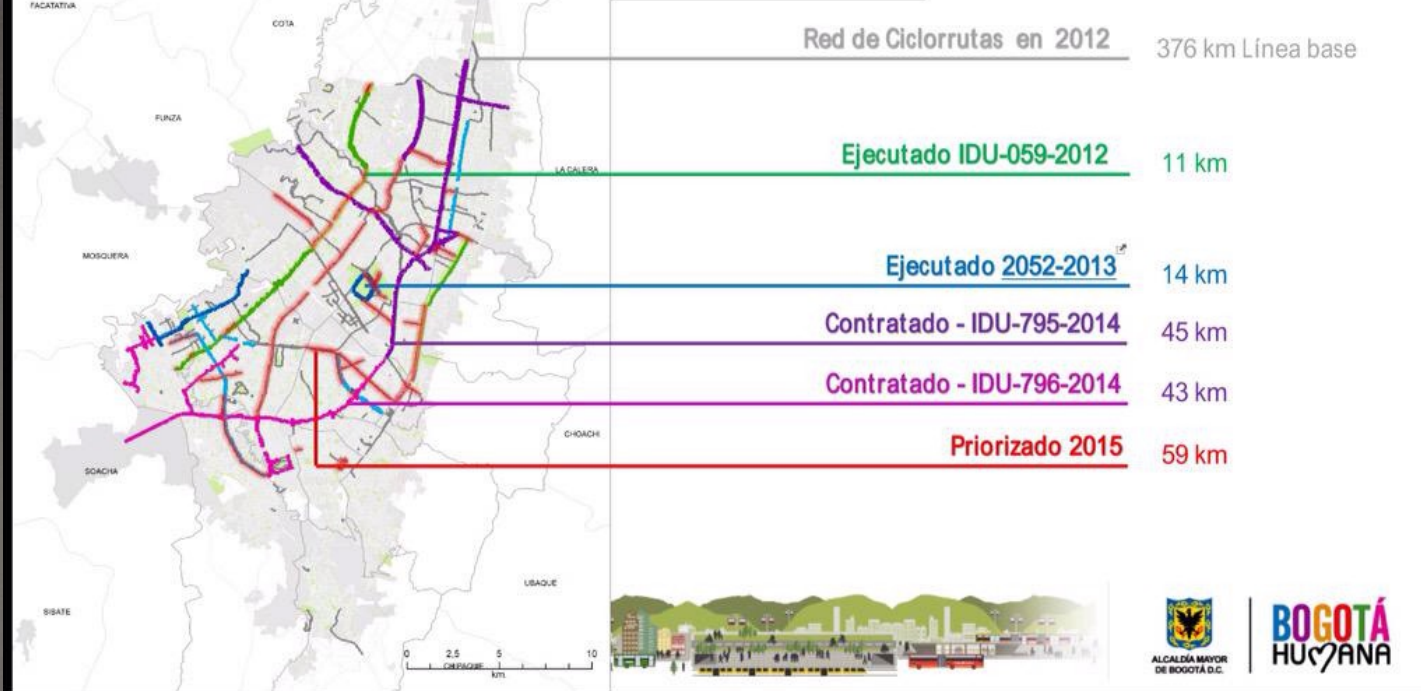 FACATATIVA
COTA
FUNZA
LA CALERA
MOSQUERA
CHOACHI
SOACHA
UBAQUE
SIBATE
CHIPAQUE
0 2,5 5 10
km
Red de Ciclorrutas en 2012 376 km Línea base
Ejecutado IDU-059-2012 11 km
Ejecutado 2052-2013 14 km
Contratado - IDU-795-2014 45 km
Contratado - IDU-796-2014 43 km
Priorizado 2015 59 km
ALCALDÍA MAYOR
DE BOGOTÁ D.C.
BOGOTÁ
HUMANA